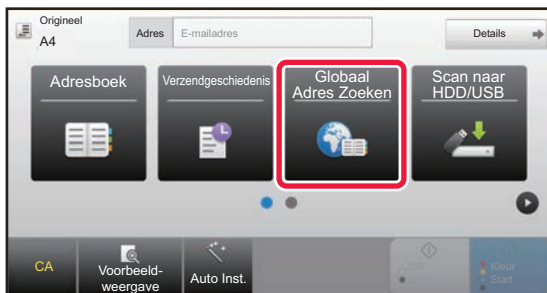 Origineel
A4
Adres
E-mailadres
Details
Adresboek
Verzendgeschiedenis
Globaal
Adres Zoeken
Scan naar
HDD/USB
CA
Voorbeeld-
weergave
Auto Inst.
Z/W
Start
Kleur
Start